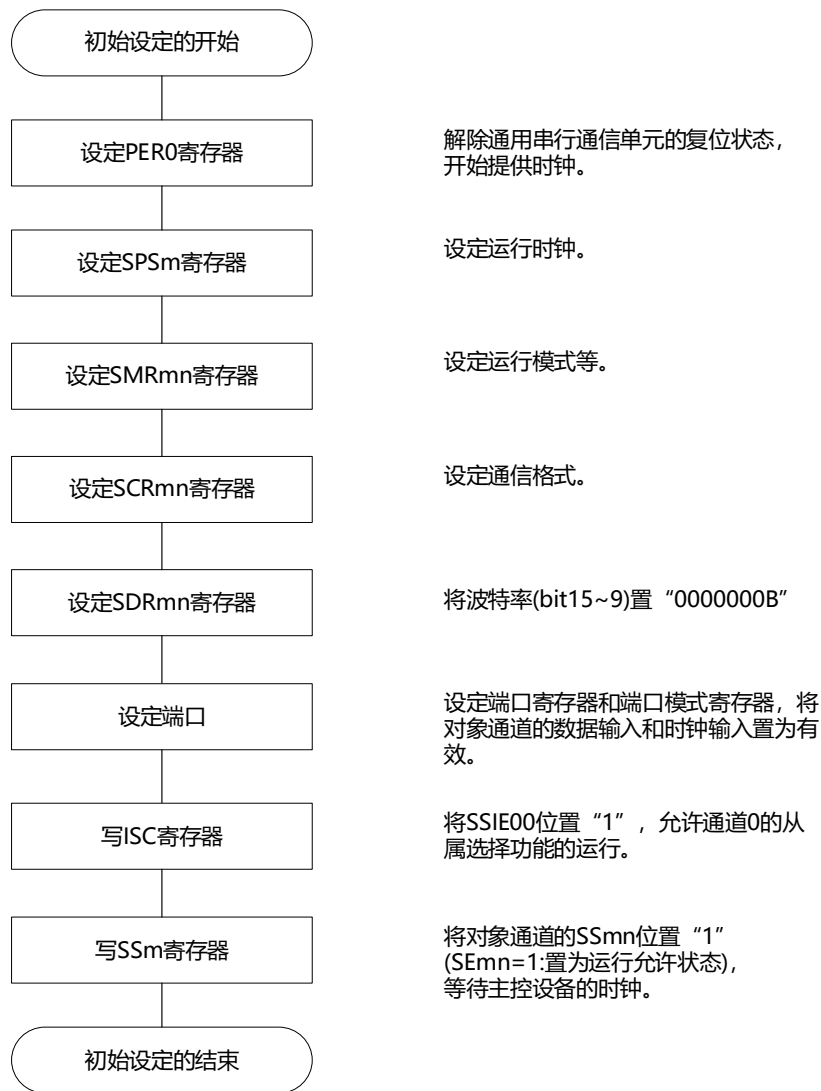 初始设定的开始
设定PER0寄存器
解除通用串行通信单元的复位状态，
开始提供时钟。
设定SPSm寄存器
设定运行时钟。
设定SMRmn寄存器
设定运行模式等。
设定SCRmn寄存器
设定通信格式。
设定SDRmn寄存器
将波特率(bit15~9)置“0000000B”
设定端口
设定端口寄存器和端口模式寄存器，将
对象通道的数据输入和时钟输入置为有
效。
写ISC寄存器
将SSIE00位置“1”，允许通道0的从
属选择功能的运行。
写SSm寄存器
将对象通道的SSmn位置“1”
(SEmn=1:置为运行允许状态)，
等待主控设备的时钟。
初始设定的结束